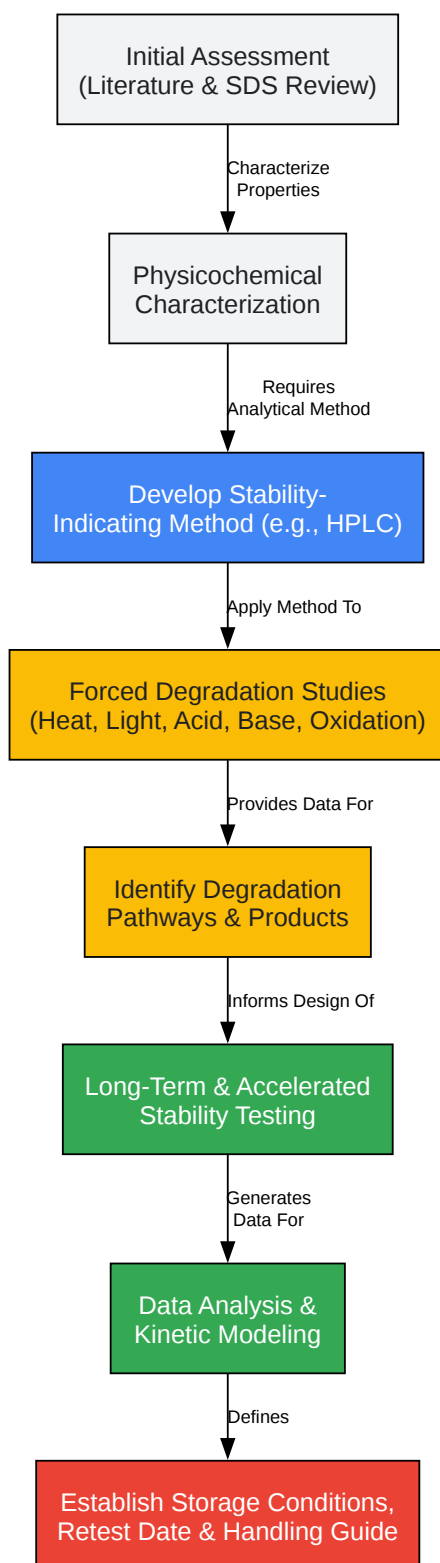 Initial Assessment
(Literature & SDS Review)
Characterize
Properties
Physicochemical
Characterization
Requires
Analytical Method
Develop Stability-
Indicating Method (e.g., HPLC)
Apply Method To
Forced Degradation Studies
(Heat, Light, Acid, Base, Oxidation)
Provides Data For
Identify Degradation
Pathways & Products
Informs Design Of
Long-Term & Accelerated
Stability Testing
Generates
Data For
Data Analysis &
Kinetic Modeling
Defines
Establish Storage Conditions,
Retest Date & Handling Guide